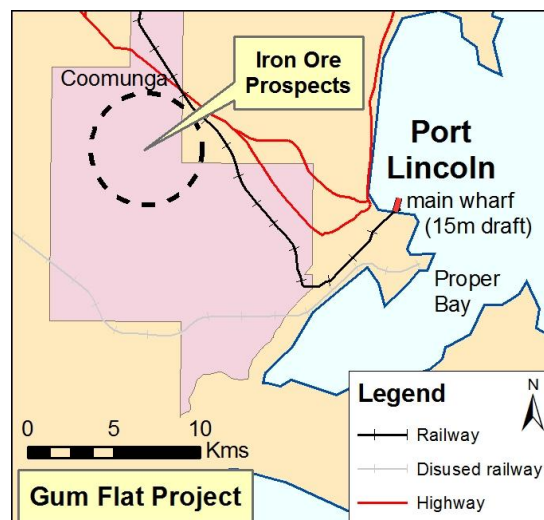 Iron Ore
Prospects
Coomunga
Port
Lincoln
main wharf
(15m draft)
Proper
Bay
Legend
N
Railway
Disused railway
Highway
0 5 10
Kms
Gum Flat Project